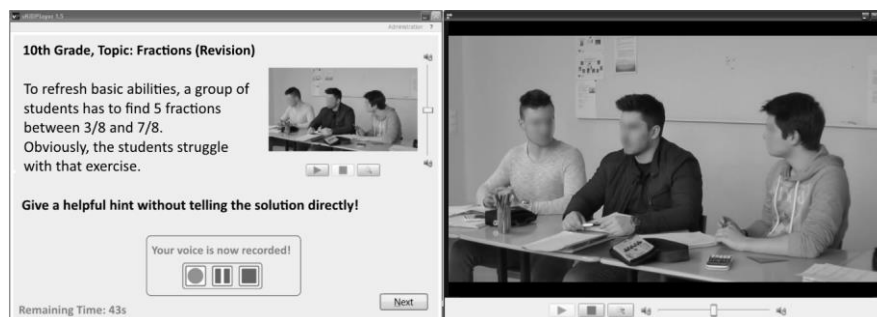 Administration ?
10th Grade, Topic: Fractions (Revision)
To refresh basic abilities, a group of
students has to find 5 fractions
between 3/8 and 7/8.
Obviously, the students struggle
with that exercise.
Give a helpful hint without telling the solution directly!
Your voice is now recorded!
Next
Remaining Time: 43s